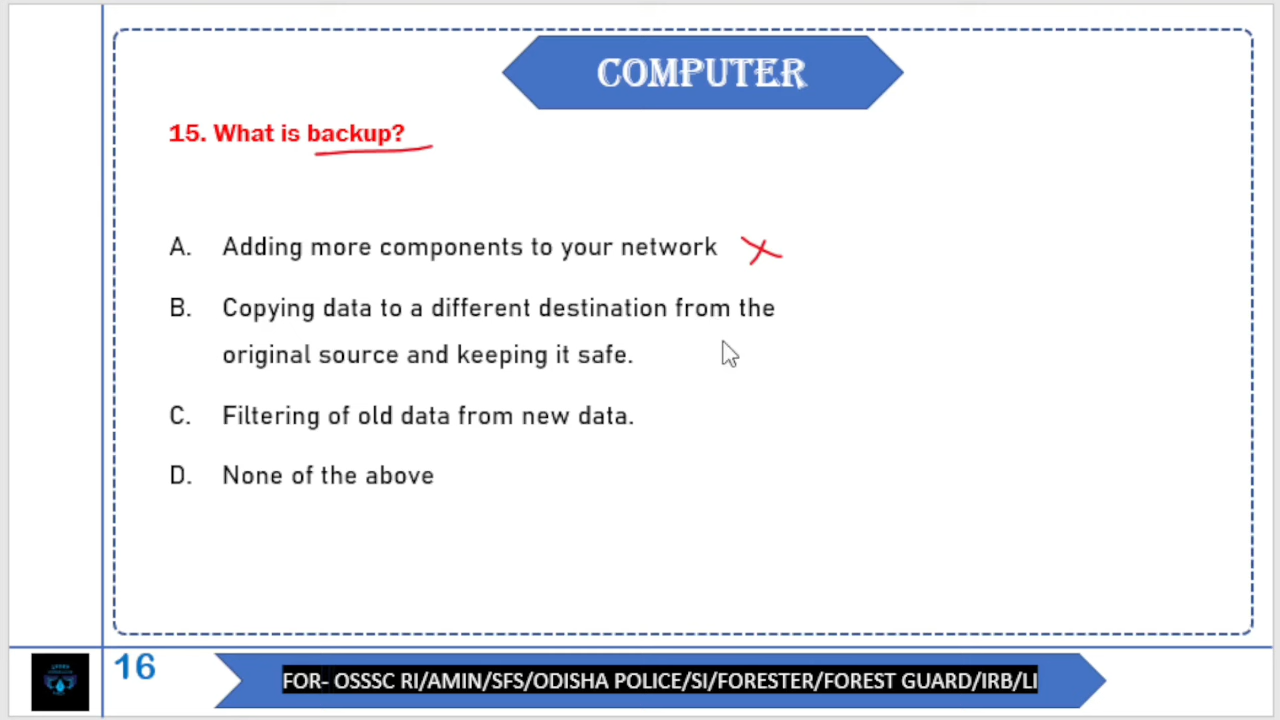 COMPUTER
15. What is backup?
A. Adding more components to your network
B. Copying data to a different destination from the
original source and keeping it safe.
C. Filtering of old data from new data.
D. None of the above
16
FOR- OSSSC RI/AMIN/SFS/ODISHA POLICE/SI/FORESTER/FOREST GUARD/IRB/LI